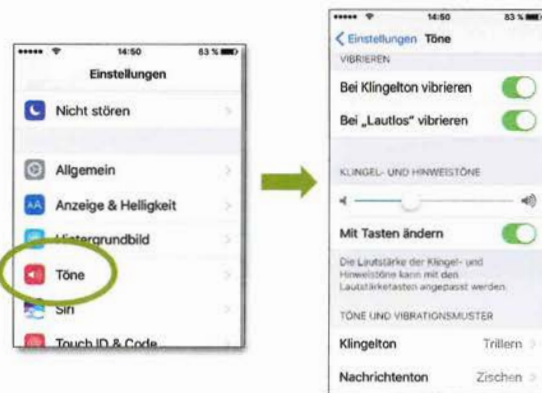 14:50 63 %
Einstellungen
Nicht stören
Allgemein
Anzeige & Helligkeit
Hintergrundbild
Töne
Siri
Touch ID & Code
14:50 83 %
Einstellungen Töne
VIBRIEREN
Bei Klingelton vibrieren
Bei „Lautlos“ vibrieren
KLINGEL- UND HINWEISTÖNE
Mit Tasten ändern
Die Lautstärke der Klingel- und
Hinweistöne kann mit den
Lautstärketasten angepasst werden.
TÖNE UND VIBRATIONSMUSTER
Klingelton Trillern
Nachrichtenton Zischen